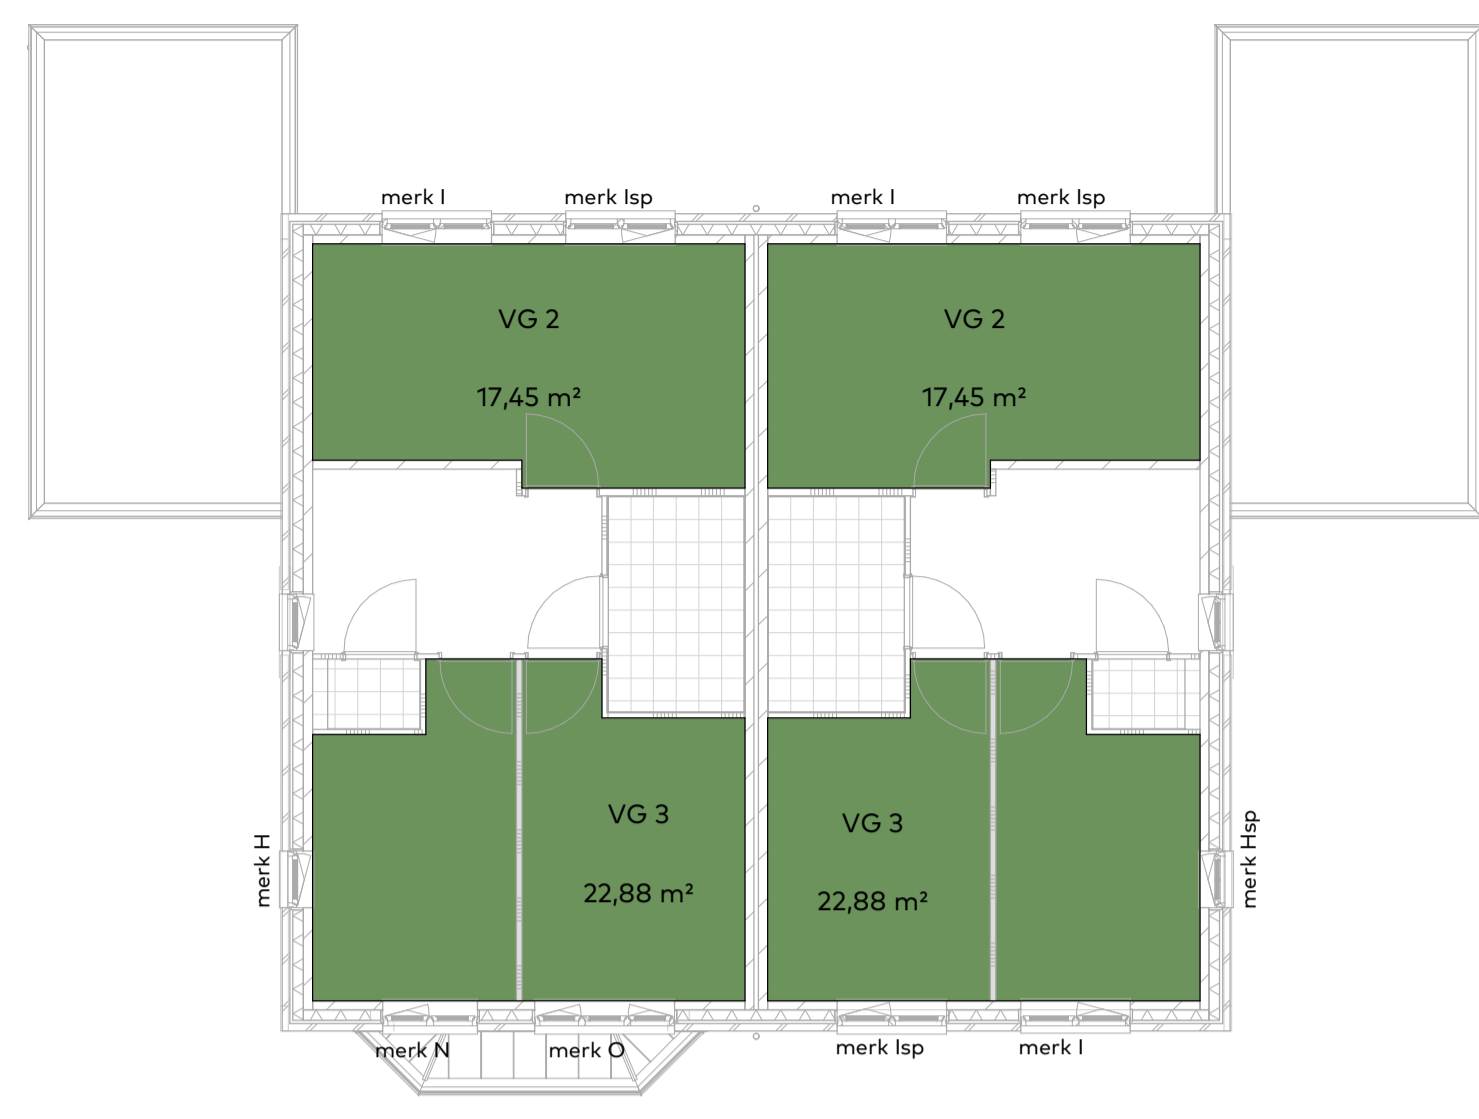 merk I
merk Isp
merk I
merk Isp
VG 2
VG 2
17,45 m²
17,45 m²
VG 3
VG 3
22,88 m²
22,88 m²
merk H
merk Hsp
merk N
merk O
merk Isp
merk I